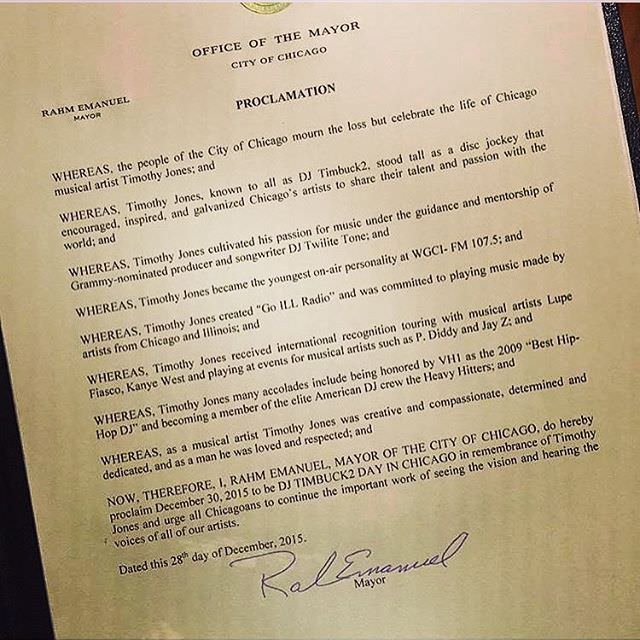 OFFICE OF THE MAYOR
CITY OF CHICAGO
RAHM EMANUEL
MAYOR
PROCLAMATION
WHEREAS, the people of the City of Chicago mourn the loss but celebrate the life of Chicago
musical artist Timothy Jones; and
WHEREAS, Timothy Jones, known to all as DJ Timbuck2, stood tall as a disc jockey that
encouraged, inspired, and galvanized Chicago's artists to share their talent and passion with the
world; and
WHEREAS, Timothy Jones cultivated his passion for music under the guidance and mentorship of
Grammy-nominated producer and songwriter DJ Twilite Tone; and
WHEREAS, Timothy Jones became the youngest on-air personality at WGCI- FM 107.5; and
WHEREAS, Timothy Jones created "Go ILL Radio" and was committed to playing music made by
artists from Chicago and Illinois; and
WHEREAS, Timothy Jones received international recognition touring with musical artists Lupe
Fiasco, Kanye West and playing at events for musical artists such as P. Diddy and Jay Z; and
WHEREAS, Timothy Jones many accolades include being honored by VH1 as the 2009 "Best Hip-
Hop DJ" and becoming a member of the elite American DJ crew the Heavy Hitters; and
WHEREAS, as a musical artist Timothy Jones was creative and compassionate, determined and
dedicated, and as a man he was loved and respected; and
NOW, THEREFORE, I, RAHM EMANUEL, MAYOR OF THE CITY OF CHICAGO, do hereby
proclaim December 30, 2015 to be DJ TIMBUCK2 DAY IN CHICAGO in remembrance of Timothy
Jones and urge all Chicagoans to continue the important work of seeing the vision and hearing the
voices of all of our artists.
Dated this 28th day of December, 2015.
Rahm Emanuel
Mayor